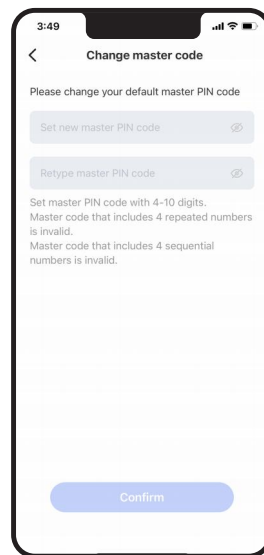 3:49
Change master code
Please change your default master PIN code
Set new master PIN code
Retype master PIN code
Set master PIN code with 4-10 digits.
Master code that includes 4 repeated numbers
is invalid.
Master code that includes 4 sequential
numbers is invalid.
Confirm